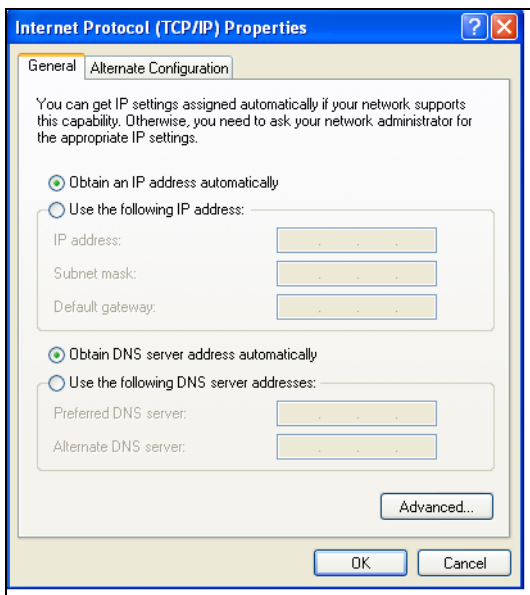 Internet Protocol (TCP/IP) Properties
General
Alternate Configuration
You can get IP settings assigned automatically if your network supports
this capability. Otherwise, you need to ask your network administrator for
the appropriate IP settings.
Obtain an IP address automatically
Use the following IP address:
IP address:
Subnet mask:
Default gateway:
Obtain DNS server address automatically
Use the following DNS server addresses:
Preferred DNS server:
Alternate DNS server:
Advanced...
OK
Cancel